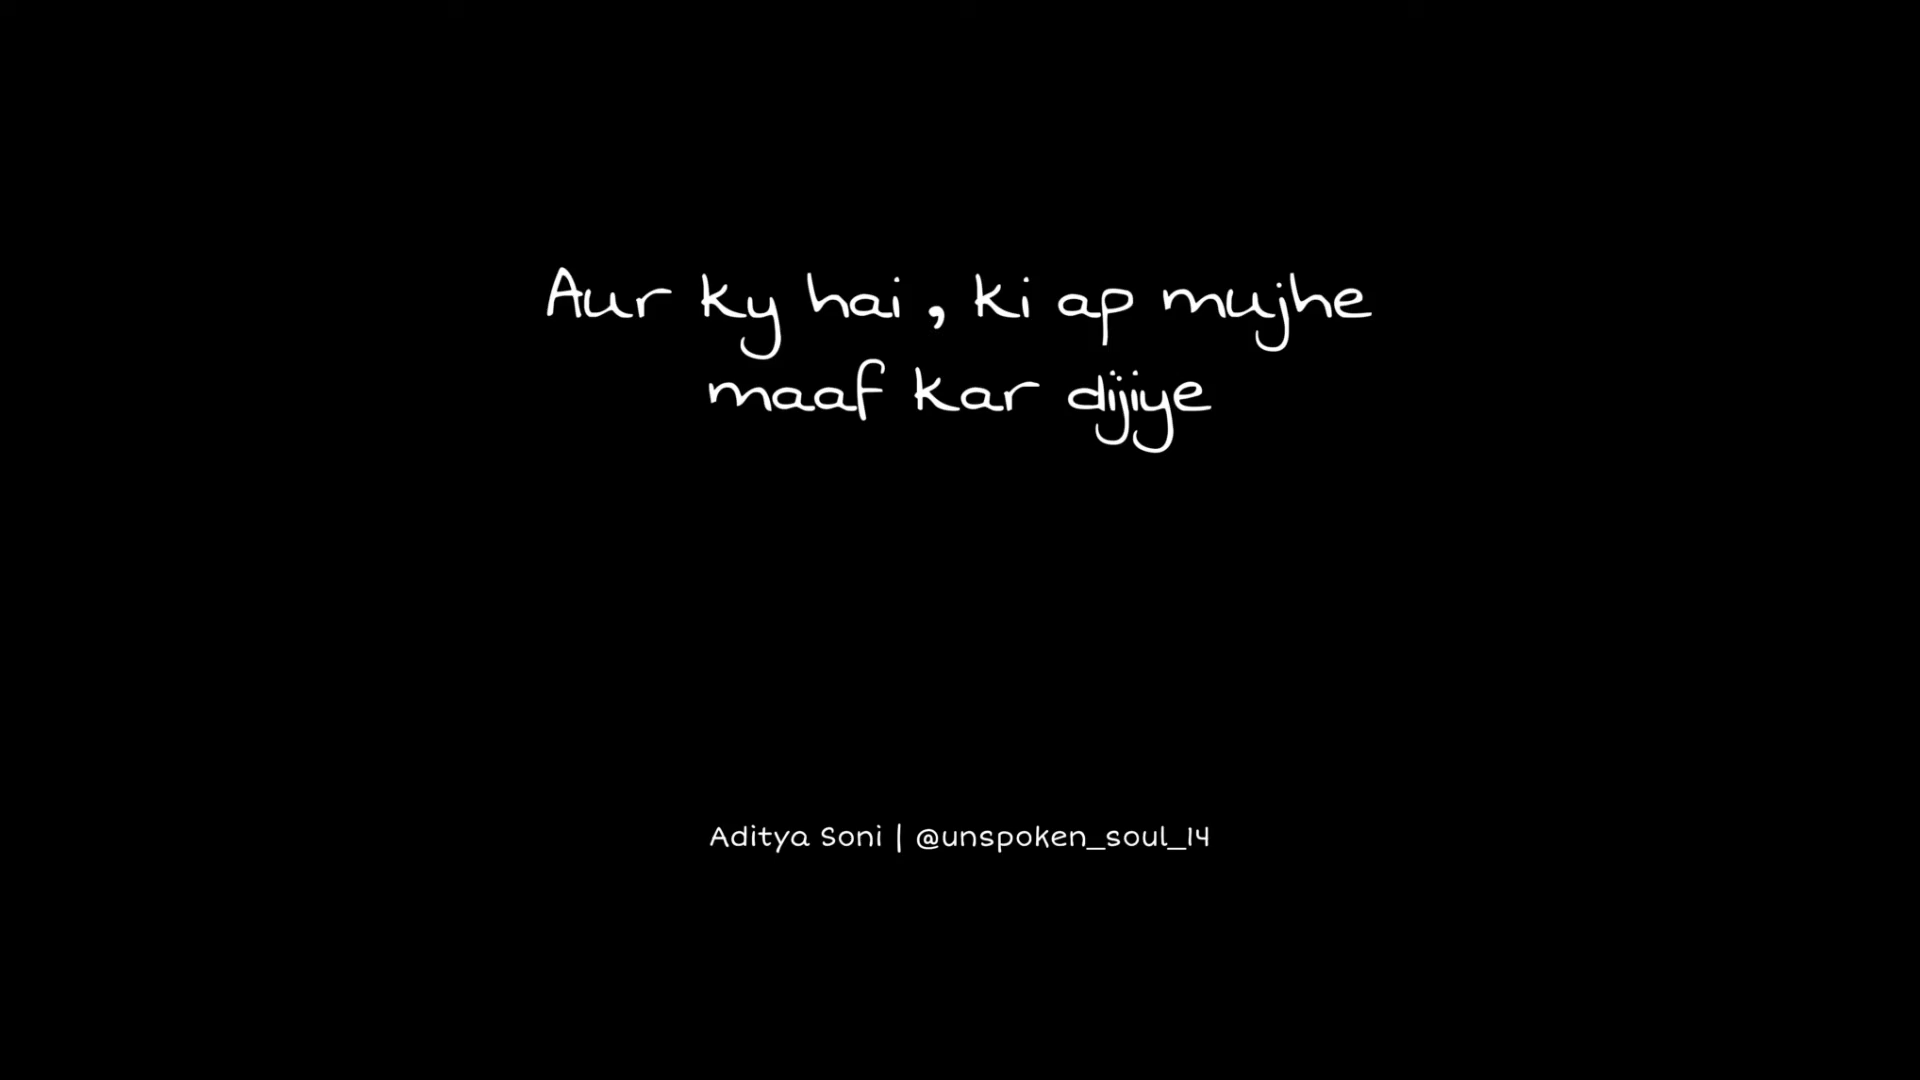 Aur ky hai , ki ap mujhe
maaf kar dijiye
Aditya Soni | @unspoken_soul_14